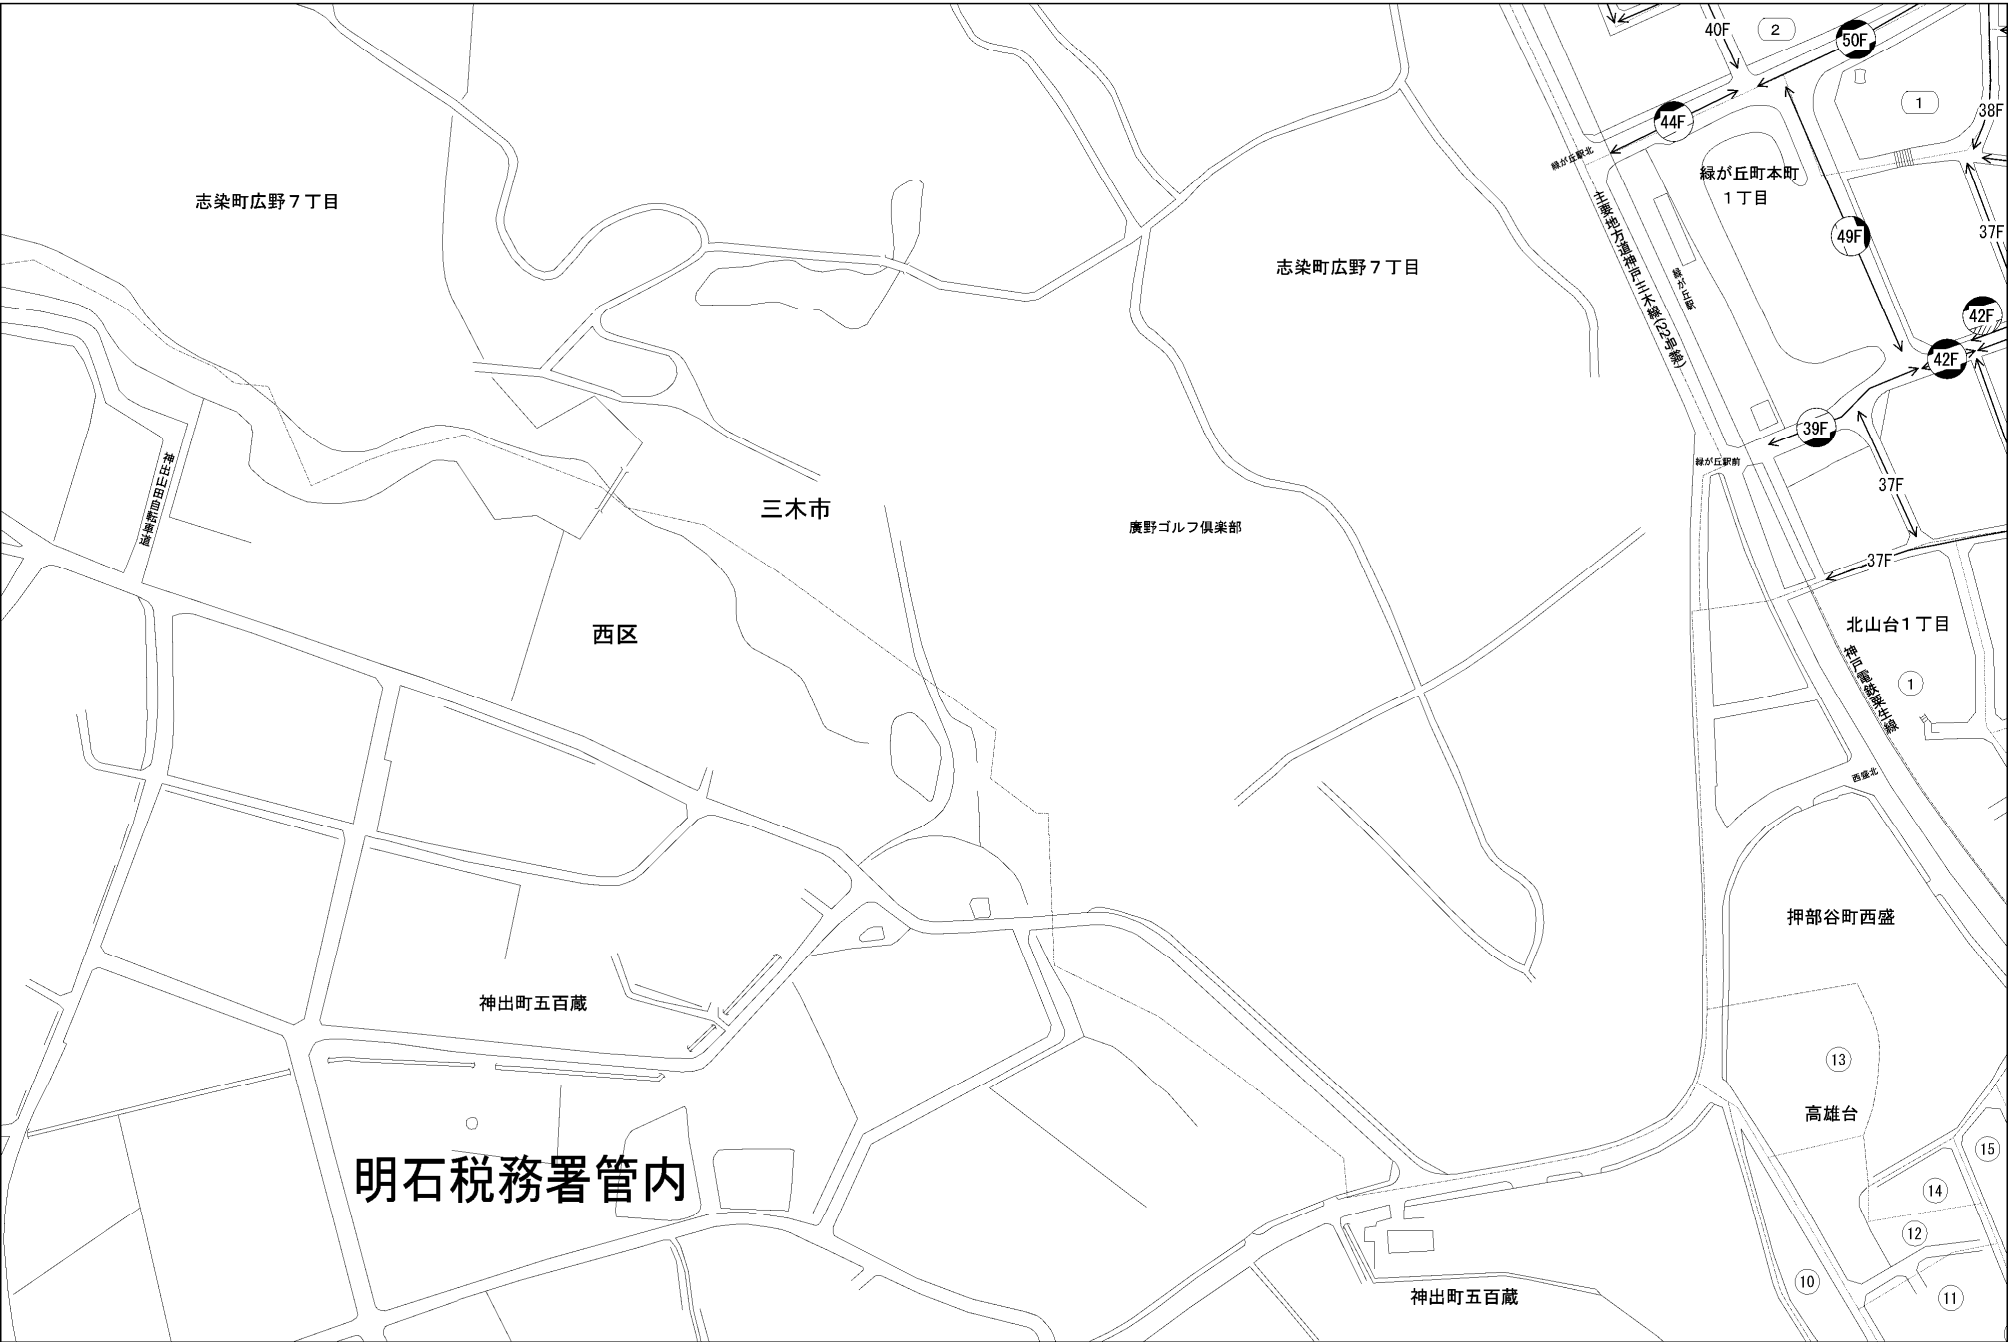 40F
2
50F
44F
1
38F
緑が丘駅北
志染町広野７丁目
緑が丘町本町
１丁目
主要地方道神戸三木線(22号線)
49F
37F
志染町広野７丁目
緑が丘駅
42F
42F
39F
緑が丘駅前
神出山田自転車道
37F
三木市
廣野ゴルフ倶楽部
37F
西区
北山台１丁目
神戸電鉄粟生線
1
西盛北
押部谷町西盛
神出町五百蔵
13
高雄台
15
明石税務署管内
14
12
10
神出町五百蔵
11